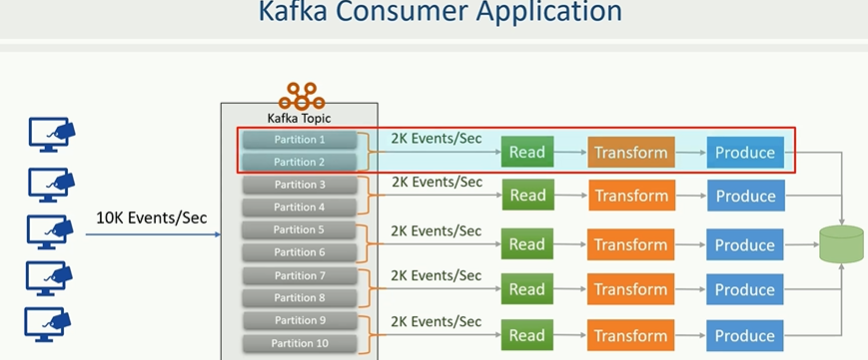 Kafka Consumer Application
Kafka Topic
10K Events/Sec
Partition 1
Partition 2
2K Events/Sec
Read
Transform
Produce
Partition 3
Partition 4
2K Events/Sec
Read
Transform
Produce
Partition 5
Partition 6
2K Events/Sec
Read
Transform
Produce
Partition 7
Partition 8
2K Events/Sec
Read
Transform
Produce
Partition 9
Partition 10
2K Events/Sec
Read
Transform
Produce